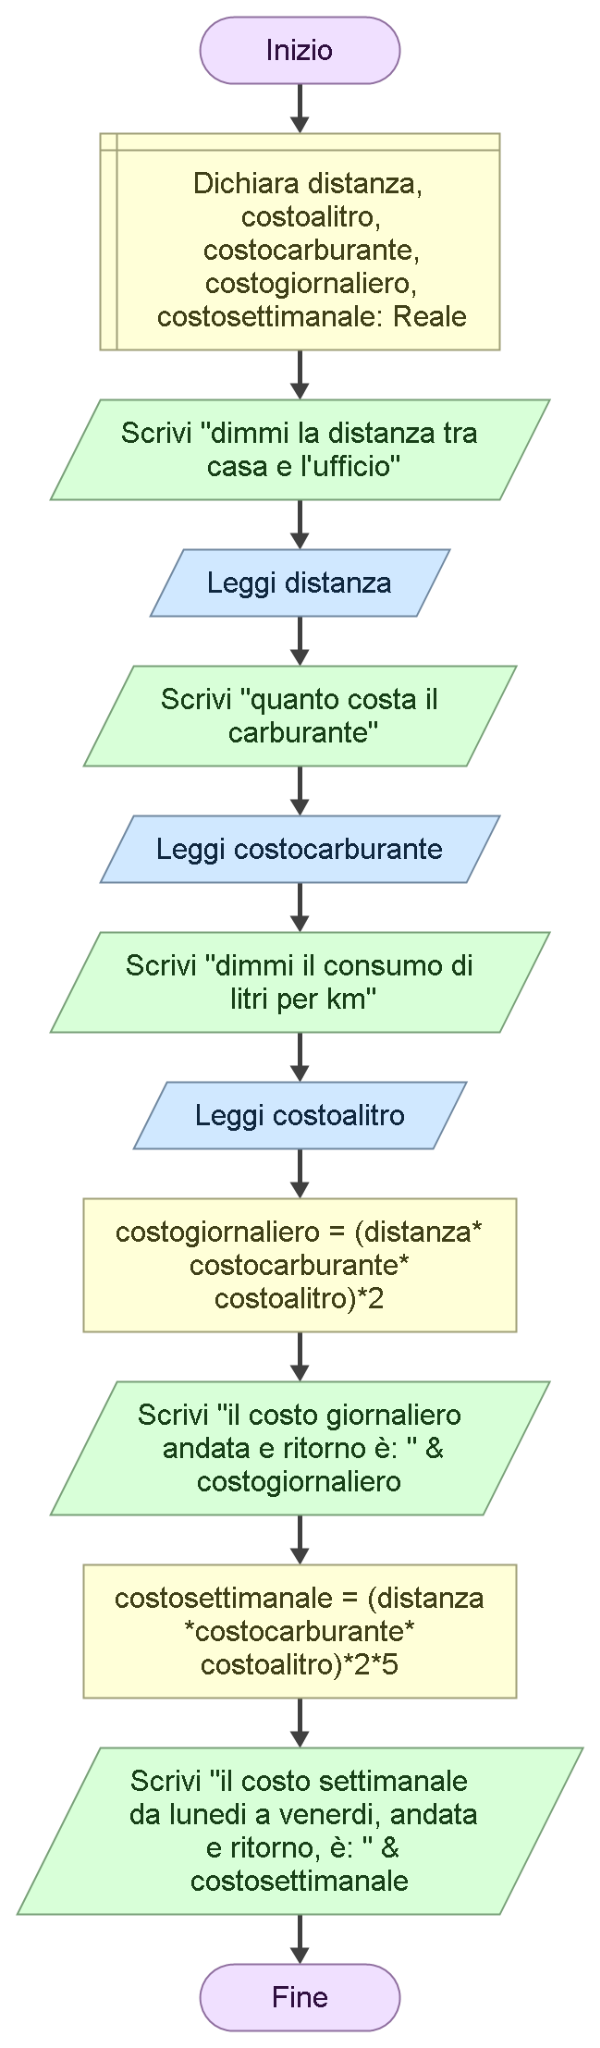 Inizio
Dichiara distanza,
costoalitro,
costocarburante,
costogiornaliero,
costosettimanale: Reale
Scrivi "dimmi la distanza tra
casa e l'ufficio"
Leggi distanza
Scrivi "quanto costa il
carburante"
Leggi costocarburante
Scrivi "dimmi il consumo di
litri per km"
Leggi costoalitro
costogiornaliero = (distanza*
costocarburante*
costoalitro)*2
Scrivi "il costo giornaliero
andata e ritorno è: " &
costogiornaliero
costosettimanale = (distanza
*costocarburante*
costoalitro)*2*5
Scrivi "il costo settimanale
da lunedi a venerdi, andata
e ritorno, è: " &
costosettimanale
Fine